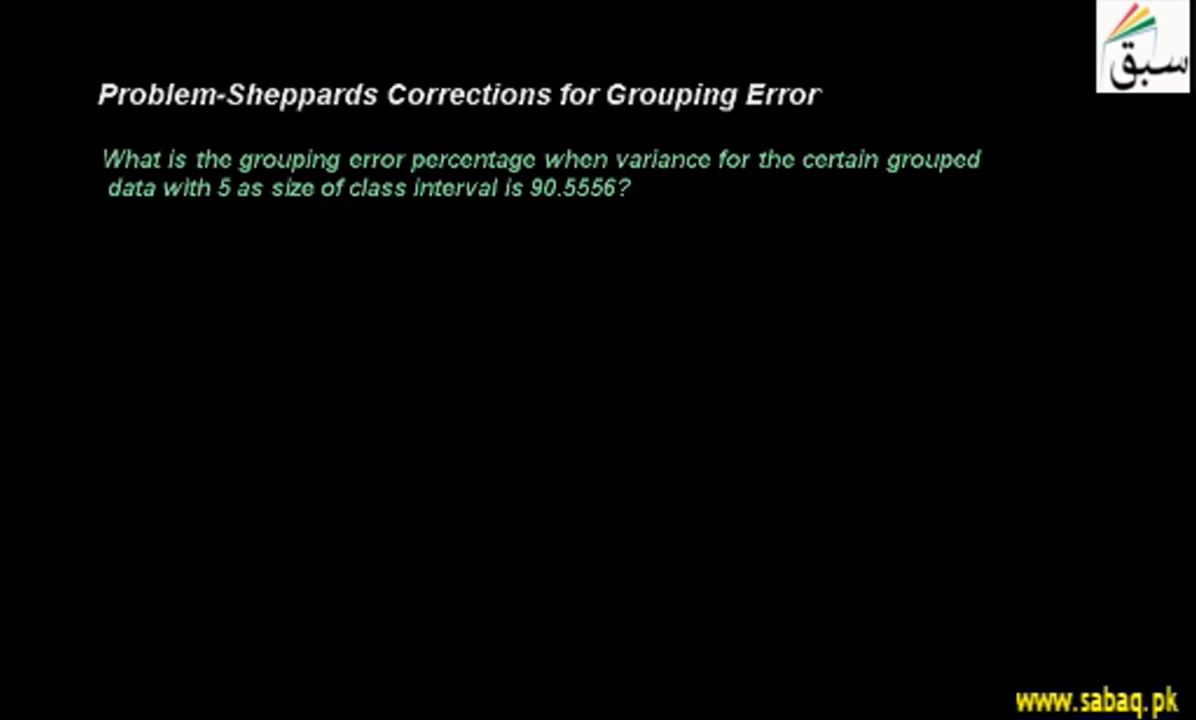 سبق
Problem-Sheppards Corrections for Grouping Error
What is the grouping error percentage when variance for the certain grouped
data with 5 as size of class interval is 90.5556?
www.sabaq.pk